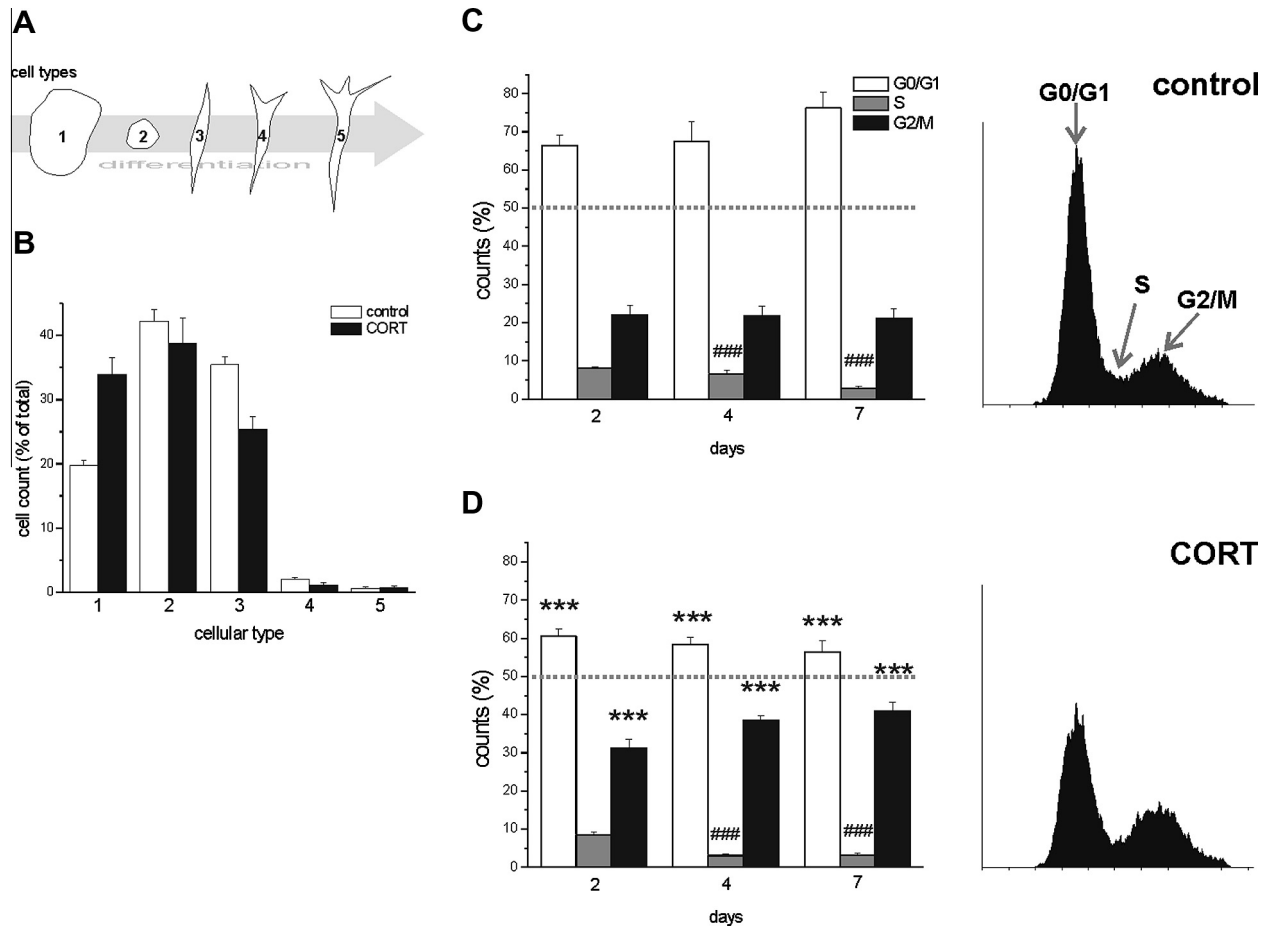 A
cell types
1
2
3
4
5
differentiation
B
control
CORT
cell count (% of total)
40
30
20
10
0
1
2
3
4
5
cellular type
C
G0/G1
S
G2/M
counts (%)
80
70
60
50
40
30
20
10
0
###
###
2
4
7
days
control
G0/G1
S
G2/M
D
counts (%)
80
70
60
50
40
30
20
10
0
***
***
***
***
***
***
###
###
2
4
7
days
CORT